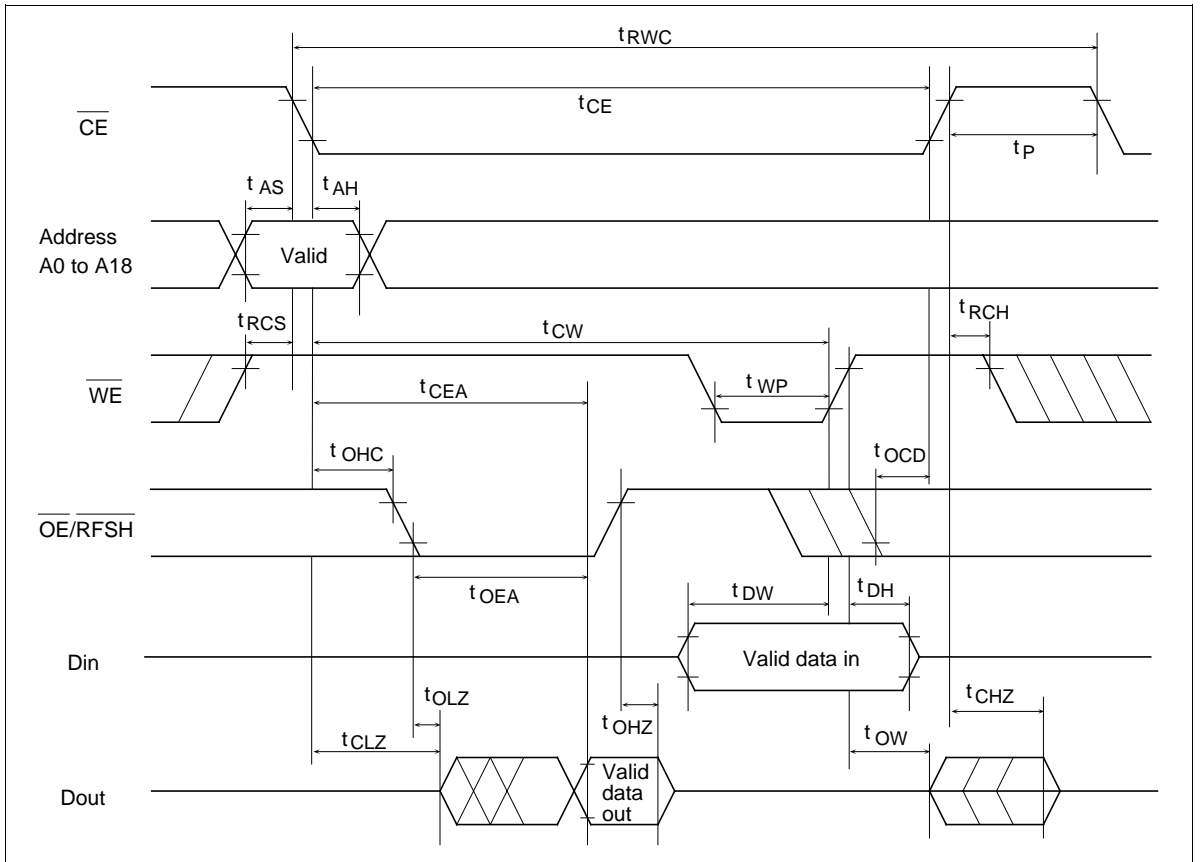 tRWC
CE
tCE
tP
tAS
tAH
Address
A0 to A18
Valid
tRCS
tCW
tRCH
WE
tCEA
tWP
tOHC
tOCD
OE/RFSH
tOEA
tDW
tDH
Din
Valid data in
tOLZ
tOHZ
tCHZ
tCLZ
tOW
Dout
Valid
data
out